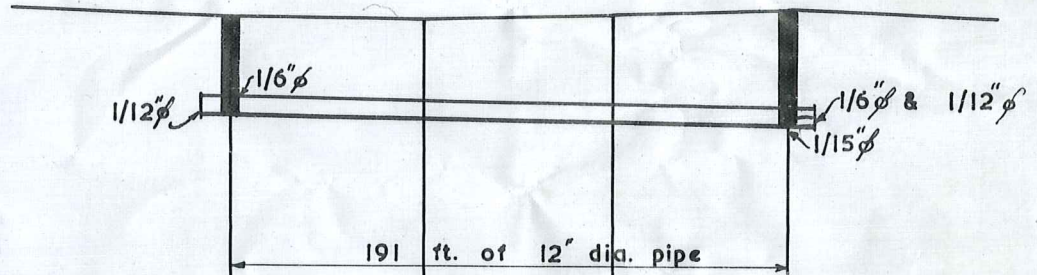 1/6"ø
1/12"ø
1/6"ø & 1/12"ø
1/15"ø
191 ft. of 12" dia. pipe